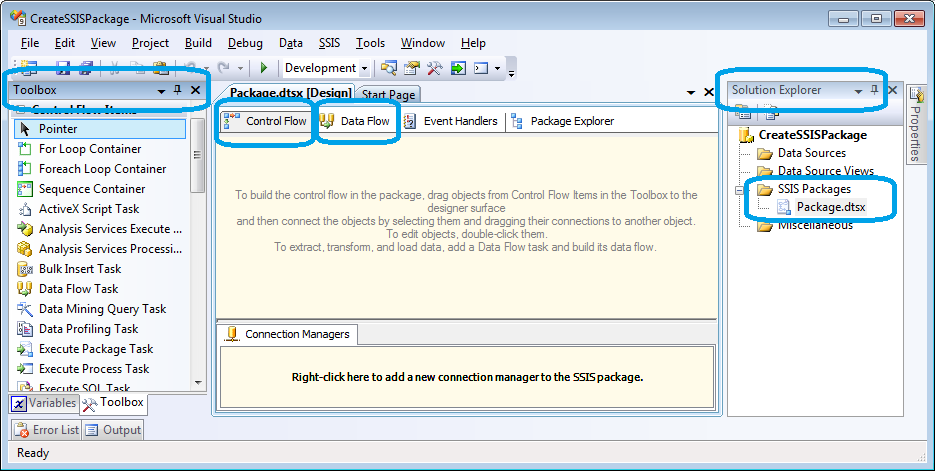 CreateSSISPackage - Microsoft Visual Studio
File Edit View Project Build Debug Data SSIS Tools Window Help
Development
Toolbox
Control Flow Items
Pointer
For Loop Container
Foreach Loop Container
Sequence Container
ActiveX Script Task
Analysis Services Execute ...
Analysis Services Processi...
Bulk Insert Task
Data Flow Task
Data Mining Query Task
Data Profiling Task
Execute Package Task
Execute Process Task
Execute SQL Task
Variables Toolbox
Package.dtsx [Design] Start Page
Control Flow Data Flow Event Handlers Package Explorer
To build the control flow in the package, drag objects from Control Flow Items in the Toolbox to the
designer surface
and then connect the objects by selecting them and dragging their connections to another object.
To edit objects, double-click them.
To extract, transform, and load data, add a Data Flow task and build its data flow.
Connection Managers
Right-click here to add a new connection manager to the SSIS package.
Solution Explorer
CreateSSISPackage
Data Sources
Data Source Views
SSIS Packages
Package.dtsx
Miscellaneous
Properties
Error List Output
Ready